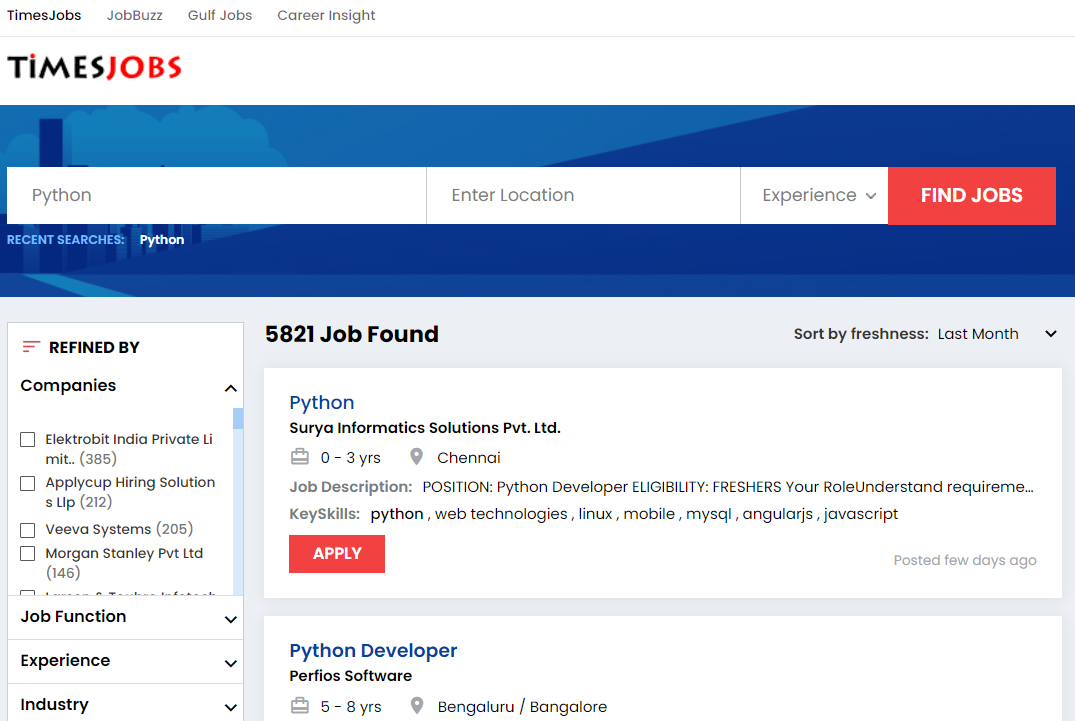 TimesJobs JobBuzz Gulf Jobs Career Insight
TiMESJOBS
Python Enter Location Experience FIND JOBS
RECENT SEARCHES: Python
REFINED BY
Companies
Elektrobit India Private Li
mit.. (385)
Applycup Hiring Solution
s Llp (212)
Veeva Systems (205)
Morgan Stanley Pvt Ltd
(146)
Job Function
Experience
Industry
5821 Job Found
Sort by freshness: Last Month
Python
Surya Informatics Solutions Pvt. Ltd.
0 - 3 yrs Chennai
Job Description: POSITION: Python Developer ELIGIBILITY: FRESHERS Your RoleUnderstand requireme...
KeySkills: python , web technologies , linux , mobile , mysql , angularjs , javascript
APPLY
Posted few days ago
Python Developer
Perfios Software
5 - 8 yrs Bengaluru / Bangalore